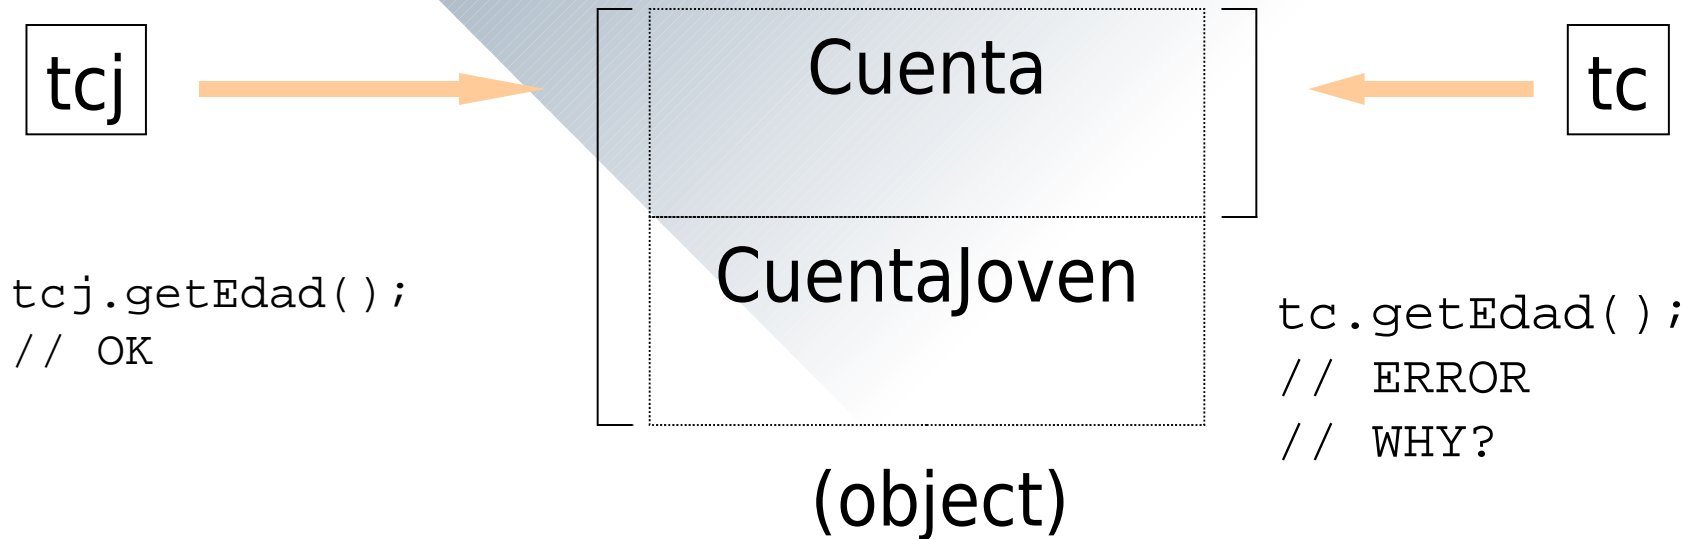 tcj
Cuenta
tc
CuentaJoven
tcj.getEdad();
// OK
tc.getEdad();
// ERROR
// WHY?
(object)